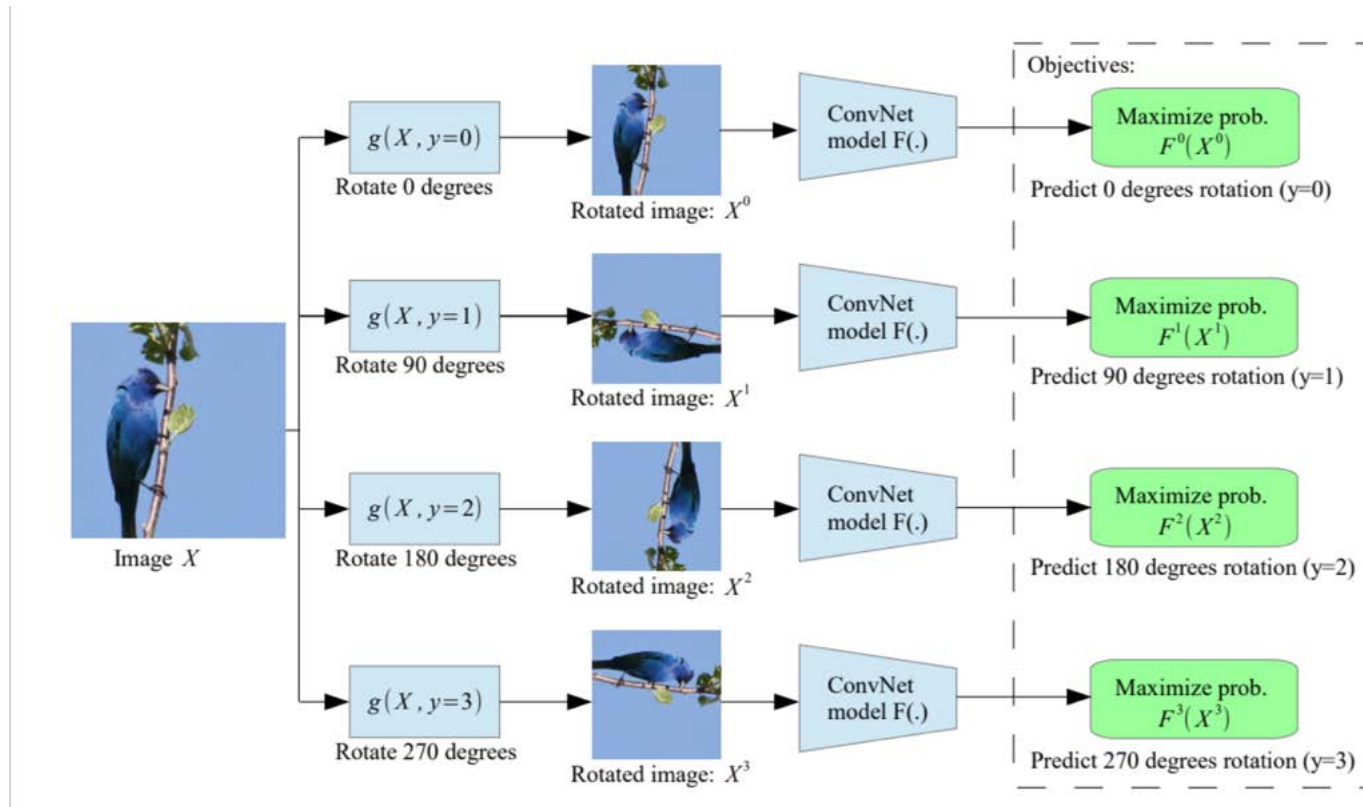 Objectives:
g(X, y=0)
Rotate 0 degrees
Rotated image: X⁰
ConvNet
model F(.)
Maximize prob.
F⁰(X⁰)
Predict 0 degrees rotation (y=0)
g(X, y=1)
Rotate 90 degrees
Rotated image: X¹
ConvNet
model F(.)
Maximize prob.
F¹(X¹)
Predict 90 degrees rotation (y=1)
Image X
g(X, y=2)
Rotate 180 degrees
Rotated image: X²
ConvNet
model F(.)
Maximize prob.
F²(X²)
Predict 180 degrees rotation (y=2)
g(X, y=3)
Rotate 270 degrees
Rotated image: X³
ConvNet
model F(.)
Maximize prob.
F³(X³)
Predict 270 degrees rotation (y=3)